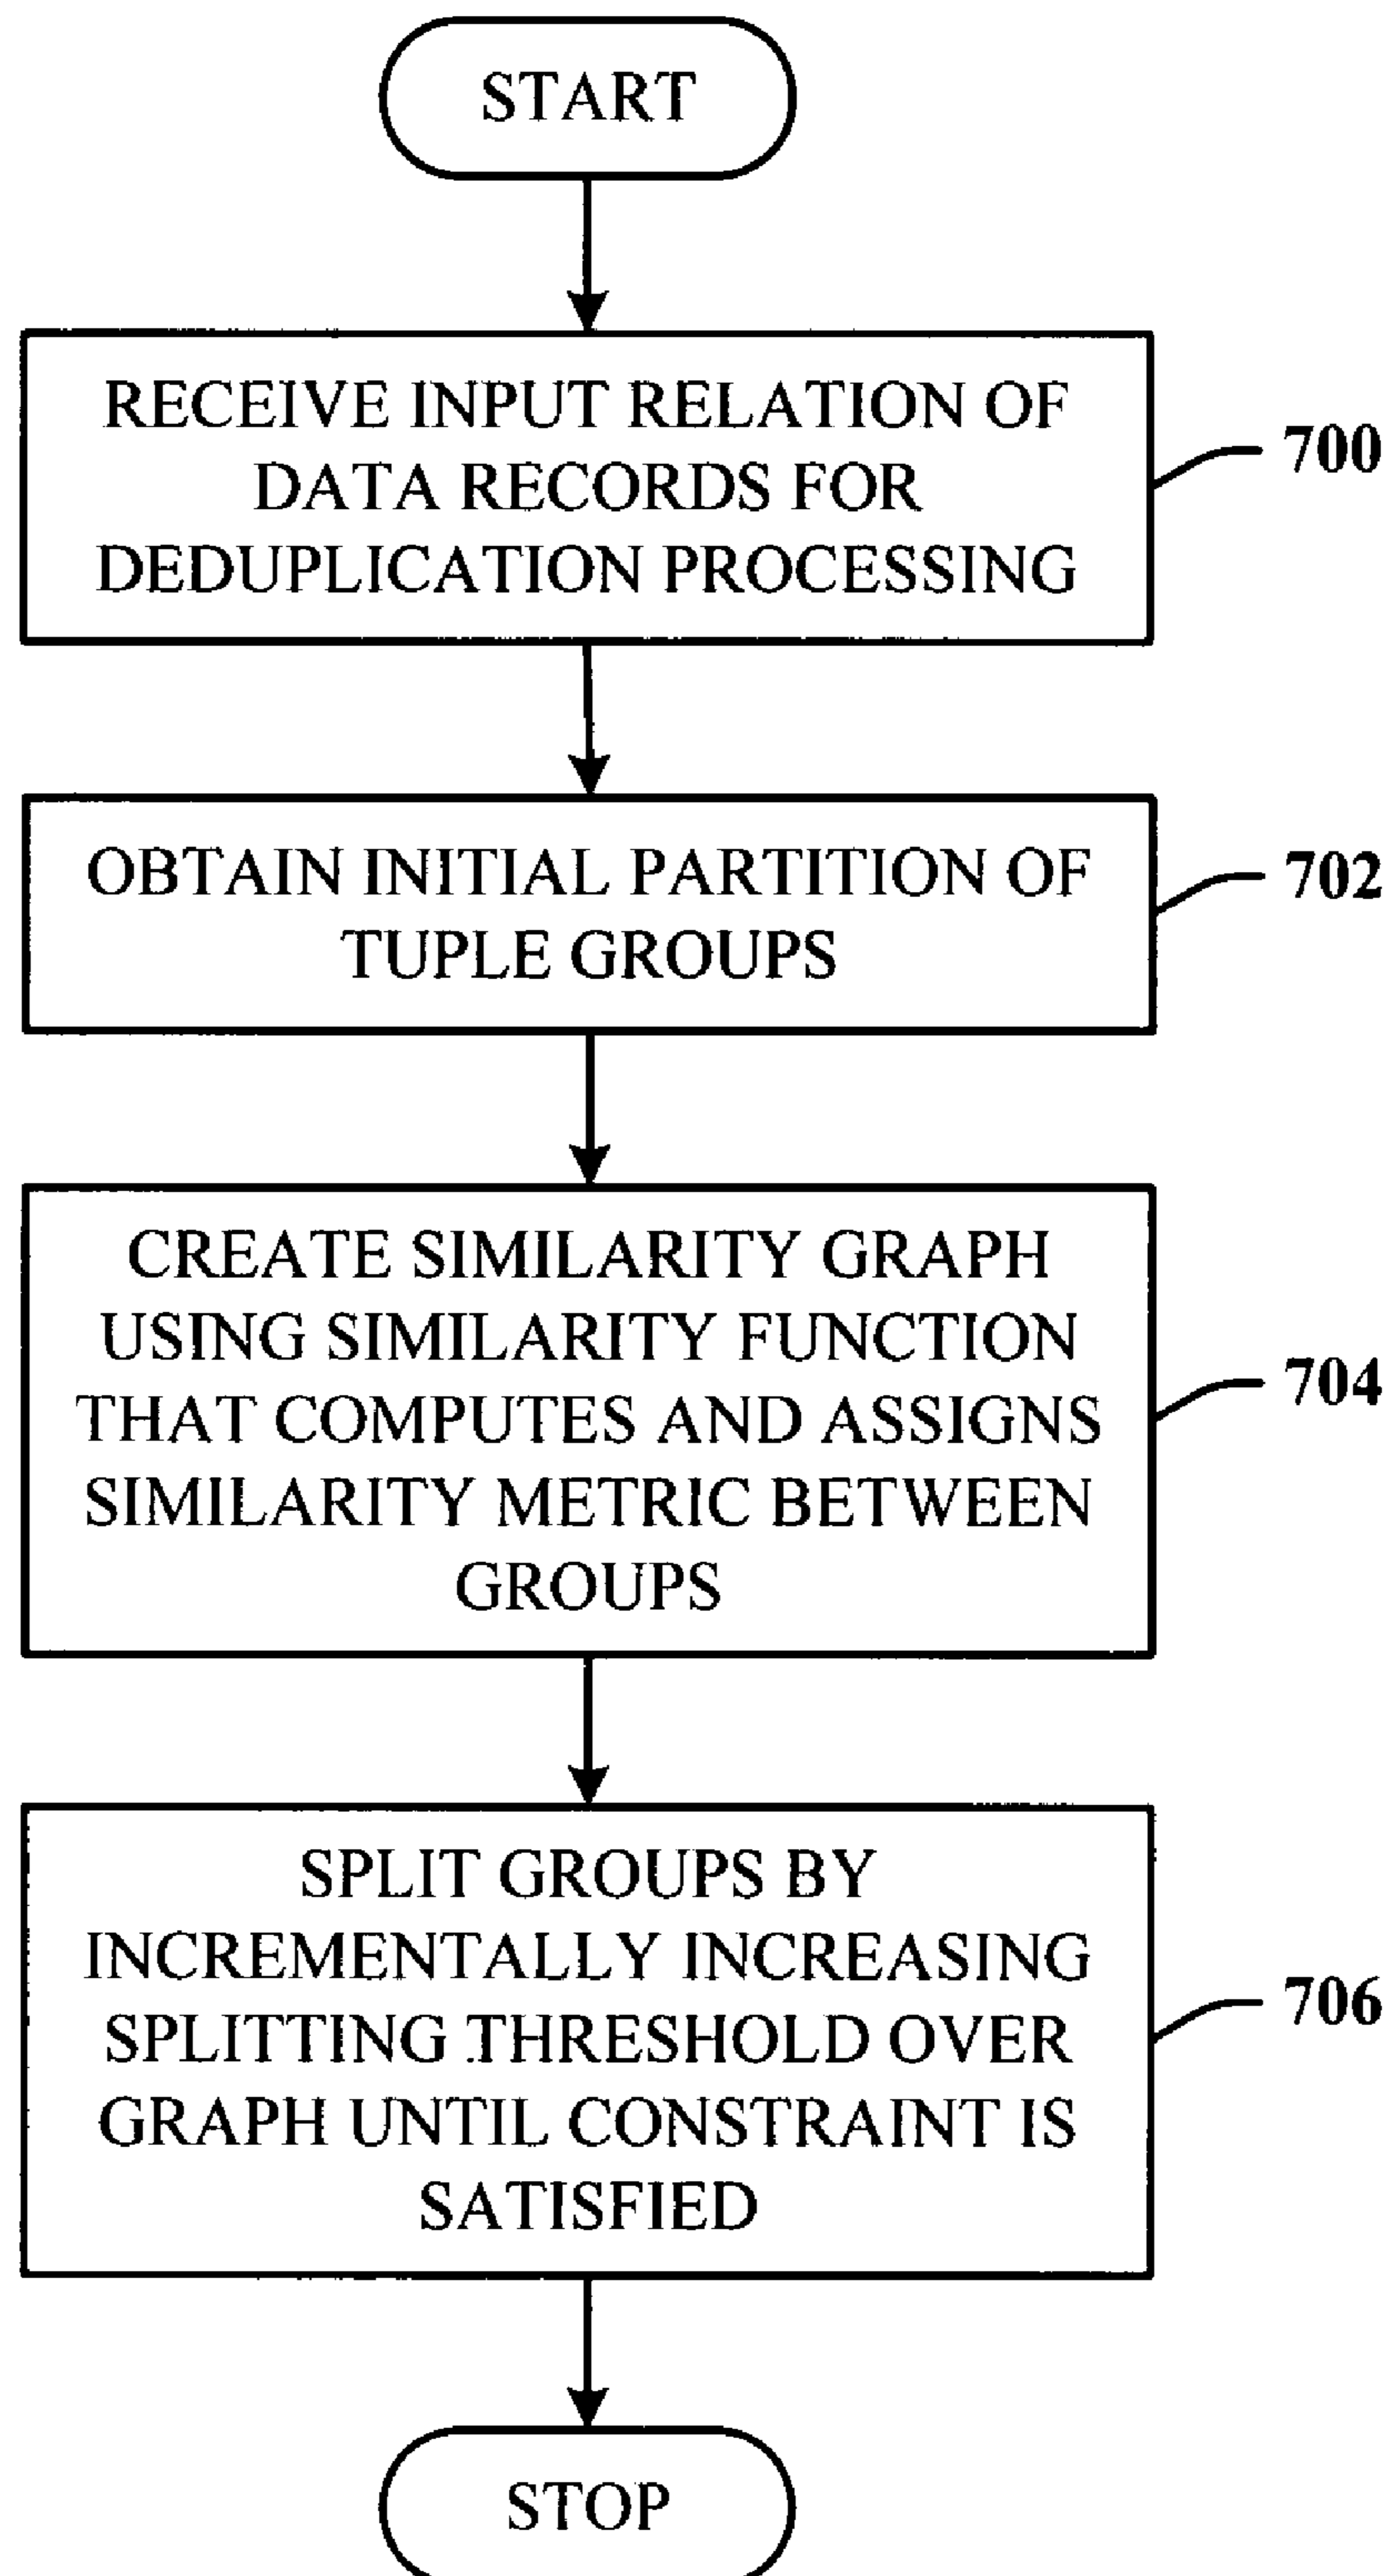 START
RECEIVE INPUT RELATION OF
DATA RECORDS FOR
DEDUPLICATION PROCESSING
700
OBTAIN INITIAL PARTITION OF
TUPLE GROUPS
702
CREATE SIMILARITY GRAPH
USING SIMILARITY FUNCTION
THAT COMPUTES AND ASSIGNS
SIMILARITY METRIC BETWEEN
GROUPS
704
SPLIT GROUPS BY
INCREMENTALLY INCREASING
SPLITTING THRESHOLD OVER
GRAPH UNTIL CONSTRAINT IS
SATISFIED
706
STOP